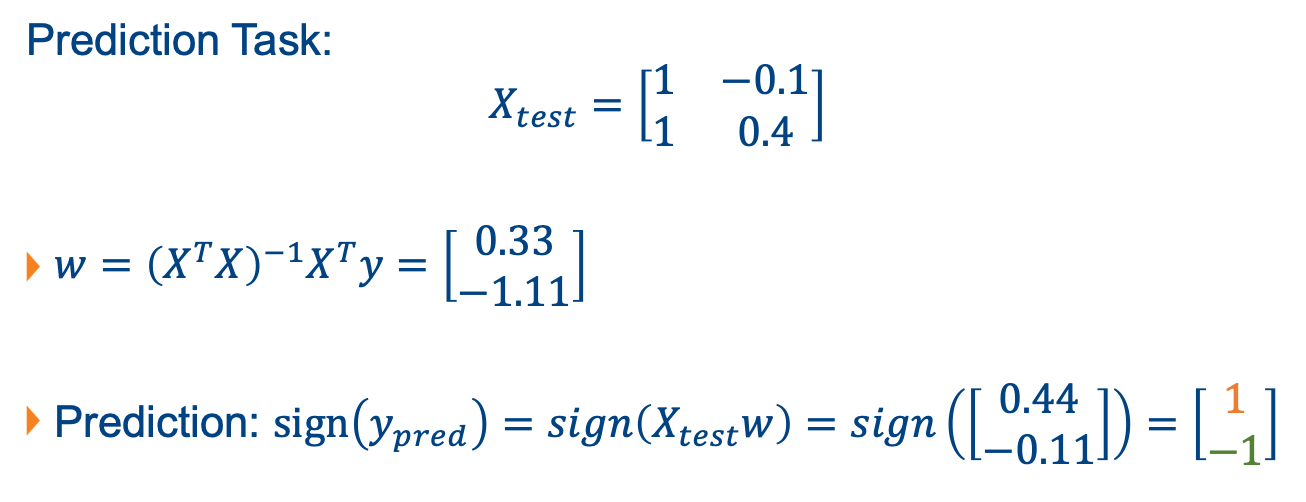 Prediction Task:
X_test = [1 −0.1; 1 0.4]
w = (X^T X)^−1 X^T y = [0.33; −1.11]
Prediction: sign(y_pred) = sign(X_test w) = sign([0.44; −0.11]) = [1; −1]